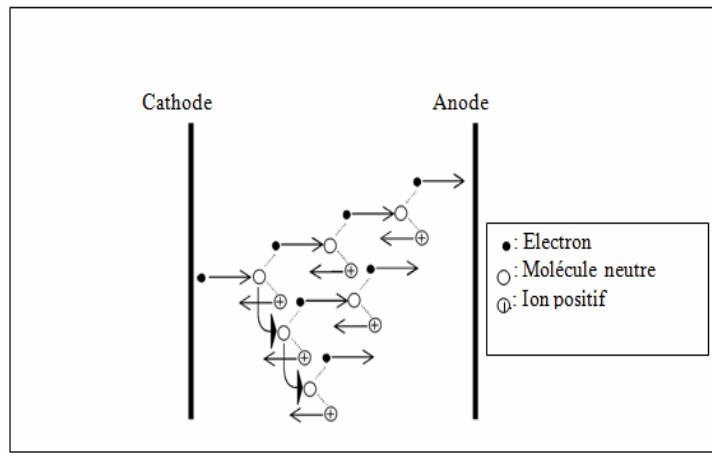 Cathode
Anode
: Electron
: Molécule neutre
: Ion positif